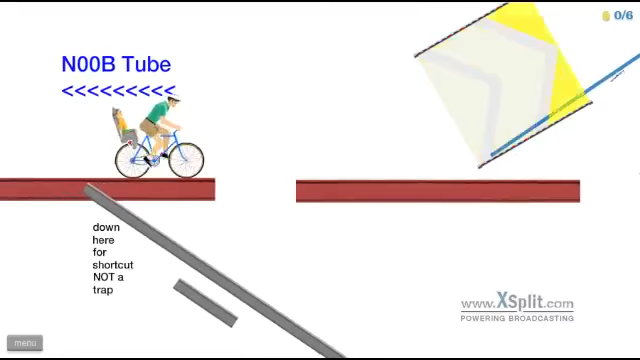 0/6
N00B Tube
<<<<<<<<<
down
here
for
shortcut
NOT a
trap
www.XSplit.com
POWERING BROADCASTING
menu